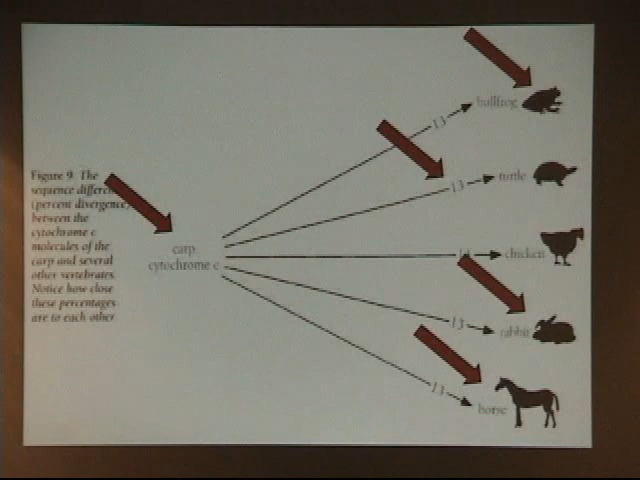 Figure 9. The
sequence differen
(percent divergence)
between the
cytochrome c
molecules of the
carp and several
other vertebrates.
Notice how close
these percentages
are to each other
carp
cytochrome c
13
bullfrog
13
turtle
chicken
13
rabbit
13
horse